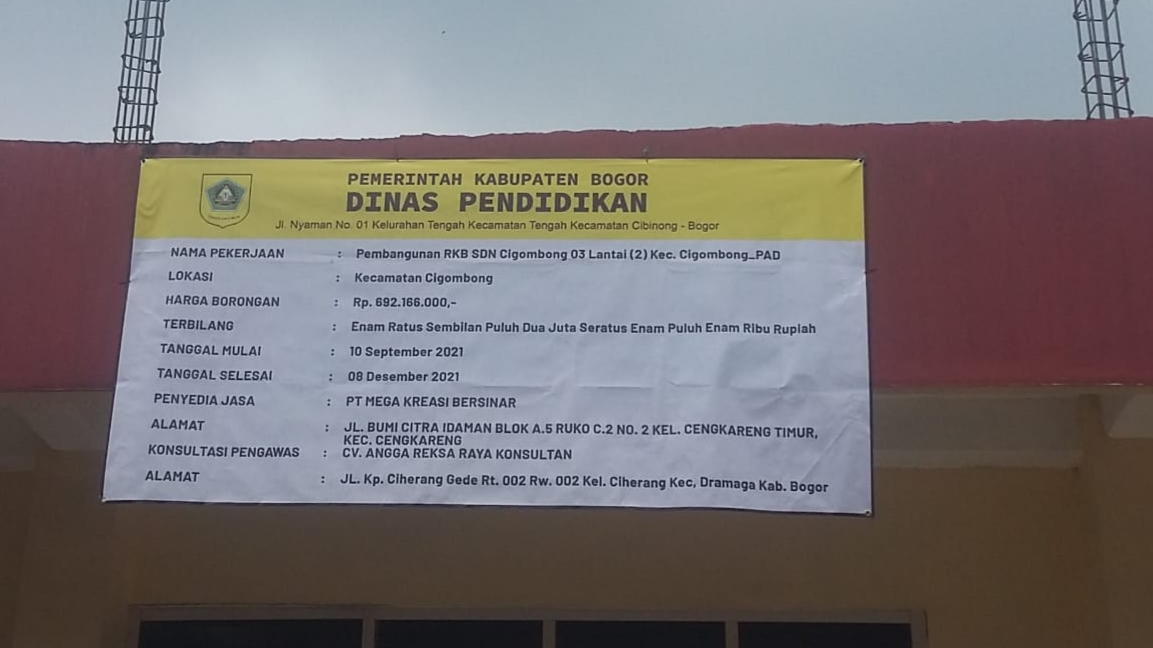 PEMERINTAH KABUPATEN BOGOR
DINAS PENDIDIKAN
Jl. Nyaman No. 01 Kelurahan Tengah Kecamatan Tengah Kecamatan Cibinong - Bogor
NAMA PEKERJAAN : Pembangunan RKB SDN Cigombong 03 Lantai (2) Kec. Cigombong_PAD
LOKASI : Kecamatan Cigombong
HARGA BORONGAN : Rp. 692.166.000,-
TERBILANG : Enam Ratus Sembilan Puluh Dua Juta Seratus Enam Puluh Enam Ribu Rupiah
TANGGAL MULAI : 10 September 2021
TANGGAL SELESAI : 08 Desember 2021
PENYEDIA JASA : PT MEGA KREASI BERSINAR
ALAMAT : JL. BUMI CITRA IDAMAN BLOK A.5 RUKO C.2 NO. 2 KEL. CENGKARENG TIMUR,
KEC. CENGKARENG
KONSULTASI PENGAWAS : CV. ANGGA REKSA RAYA KONSULTAN
ALAMAT : JL. Kp. Ciherang Gede Rt. 002 Rw. 002 Kel. Ciherang Kec, Dramaga Kab. Bogor